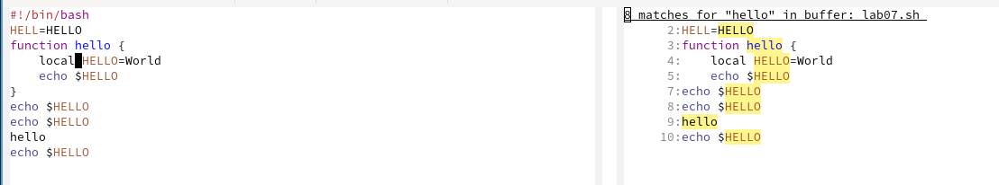 #!/bin/bash
HELL=HELLO
function hello {
    local HELLO=World
    echo $HELLO
}
echo $HELLO
echo $HELLO
hello
echo $HELLO
8 matches for "hello" in buffer: lab07.sh
2:HELL=HELLO
3:function hello {
4:    local HELLO=World
5:    echo $HELLO
7:echo $HELLO
8:echo $HELLO
9:hello
10:echo $HELLO